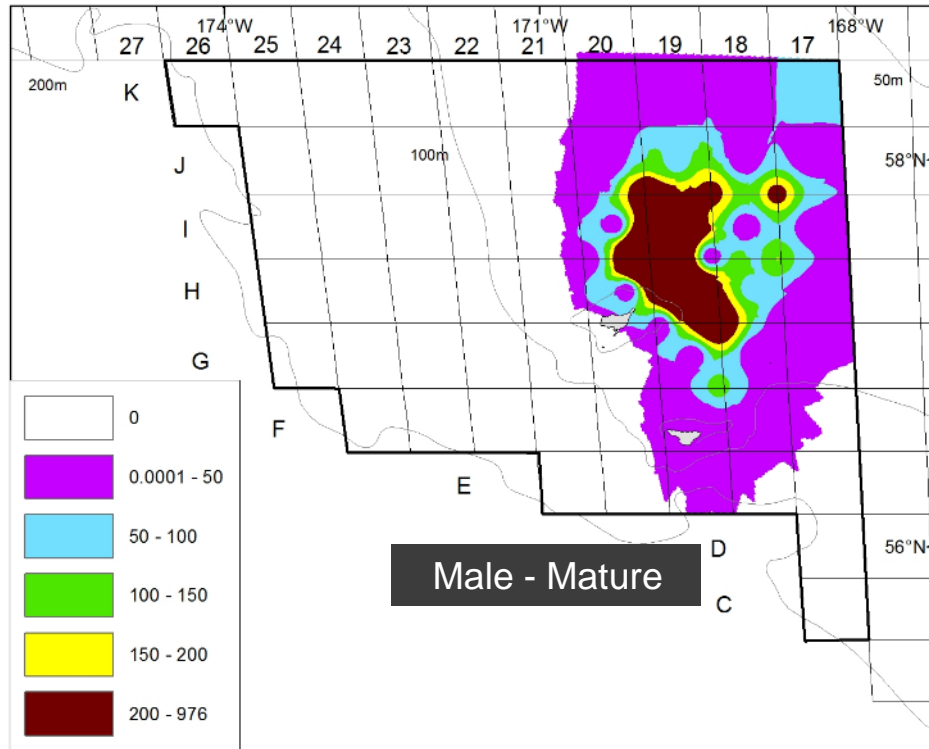 174°W 171°W 168°W
27 26 25 24 23 22 21 20 19 18 17
200m 50m
K
100m
J 58°N
I
H
G
F
E
D 56°N
C
Male - Mature
0
0.0001 - 50
50 - 100
100 - 150
150 - 200
200 - 976